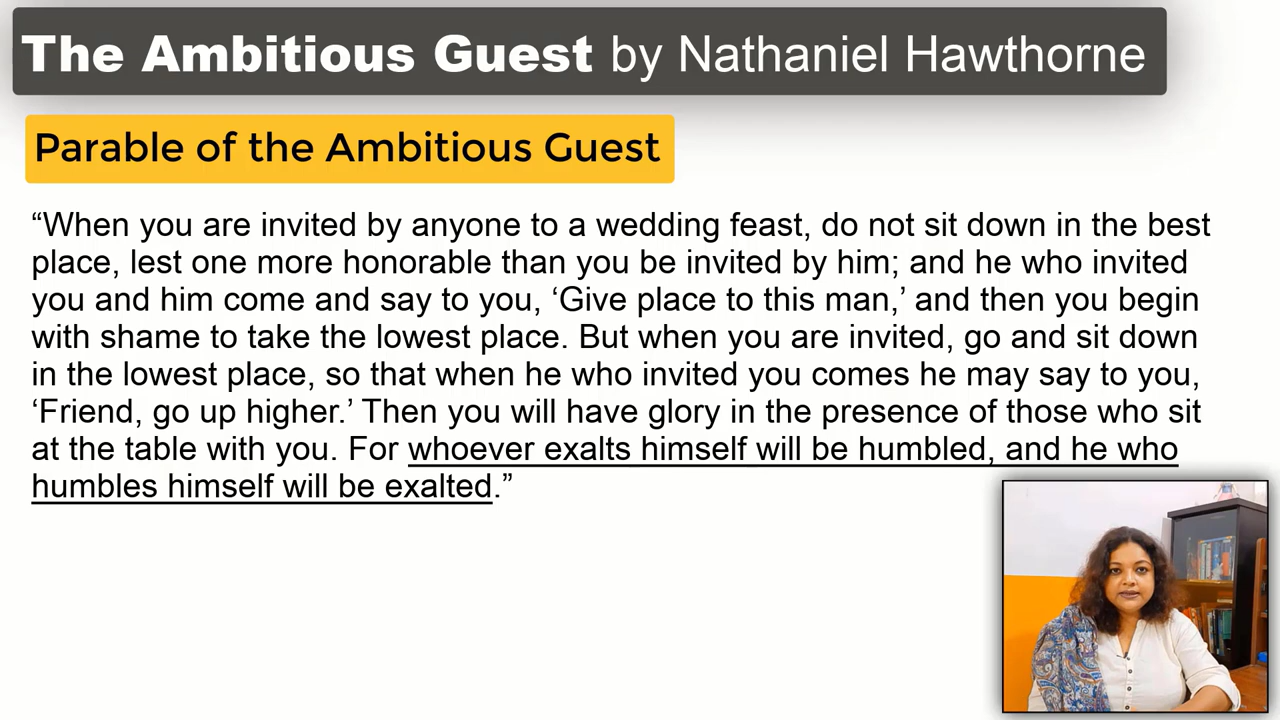 The Ambitious Guest by Nathaniel Hawthorne
Parable of the Ambitious Guest
“When you are invited by anyone to a wedding feast, do not sit down in the best
place, lest one more honorable than you be invited by him; and he who invited
you and him come and say to you, ‘Give place to this man,’ and then you begin
with shame to take the lowest place. But when you are invited, go and sit down
in the lowest place, so that when he who invited you comes he may say to you,
‘Friend, go up higher.’ Then you will have glory in the presence of those who sit
at the table with you. For whoever exalts himself will be humbled, and he who
humbles himself will be exalted.”